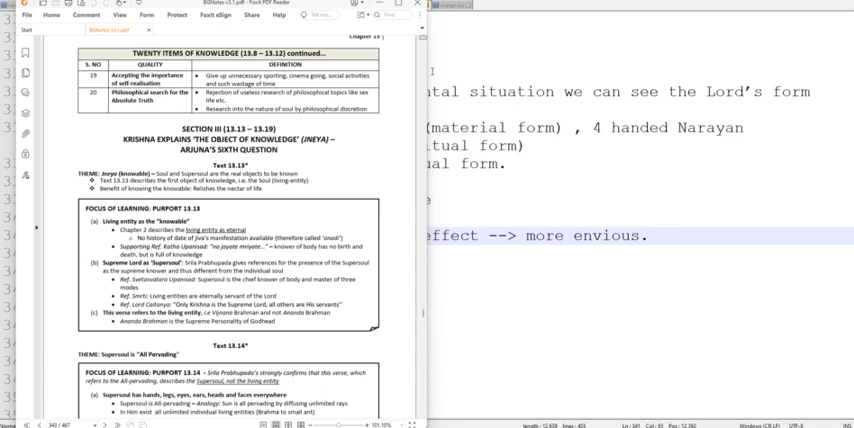 BGNotes v3.1.pdf - Foxit PDF Reader
File Home Comment View Form Protect Foxit eSign Share Help Tell me... Find
Start BGNotes v3.1.pdf
Chapter 13
TWENTY ITEMS OF KNOWLEDGE (13.8 – 13.12) continued…
S. NO QUALITY DEFINITION
19 Accepting the importance of self-realisation • Give up unnecessary sporting, cinema going, social activities and such wastage of time
20 Philosophical search for the Absolute Truth • Rejection of useless research of philosophical topics like sex life etc.
• Research into the nature of soul by philosophical discretion
SECTION III (13.13 – 13.19)
KRISHNA EXPLAINS 'THE OBJECT OF KNOWLEDGE' (JNEYA) –
ARJUNA'S SIXTH QUESTION
Text 13.13*
THEME: Jneya (knowable) – Soul and Supersoul are the real objects to be known
❖ Text 13.13 describes the first object of knowledge, i.e. the Soul (living-entity)
❖ Benefit of knowing the knowable: Relishes the nectar of life
FOCUS OF LEARNING: PURPORT 13.13
(a) Living entity as the "knowable"
• Chapter 2 describes the living entity as eternal
o No history of date of jiva's manifestation available (therefore called 'anadi')
• Supporting Ref. Katha Upanisad: "na jayate mriyate…" – knower of body has no birth and
death, but is full of knowledge
(b) Supreme Lord as 'Supersoul': Srila Prabhupada gives references for the presence of the Supersoul
as the supreme knower and thus different from the individual soul
• Ref. Svetasvatara Upanisad: Supersoul is the chief knower of body and master of three
modes
• Ref. Smrti: Living entities are eternally servant of the Lord
• Ref. Lord Caitanya: "Only Krishna is the Supreme Lord, all others are His servants"
(c) This verse refers to the living entity, i.e Vijnana Brahman and not Ananda Brahman
• Ananda Brahman is the Supreme Personality of Godhead
Text 13.14*
THEME: Supersoul is "All Pervading"
FOCUS OF LEARNING: PURPORT 13.14 - Srila Prabhupada's strongly confirms that this verse, which
refers to the All-pervading, describes the Supersoul, not the living entity
(a) Supersoul has hands, legs, eyes, ears, heads and faces everywhere
• Supersoul is All-pervading – Analogy: Sun is all pervading by diffusing unlimited rays
• In Him exist all unlimited individual living entities (Brahma to small ant)
343 / 467 101.10%
ntal situation we can see the Lord's form
(material form) , 4 handed Narayan
itual form)
ual form.
e
effect --> more envious.
length : 12,639 lines : 403 Ln : 341 Col : 65 Pos : 12,392 Windows (CR LF) UTF-8 INS